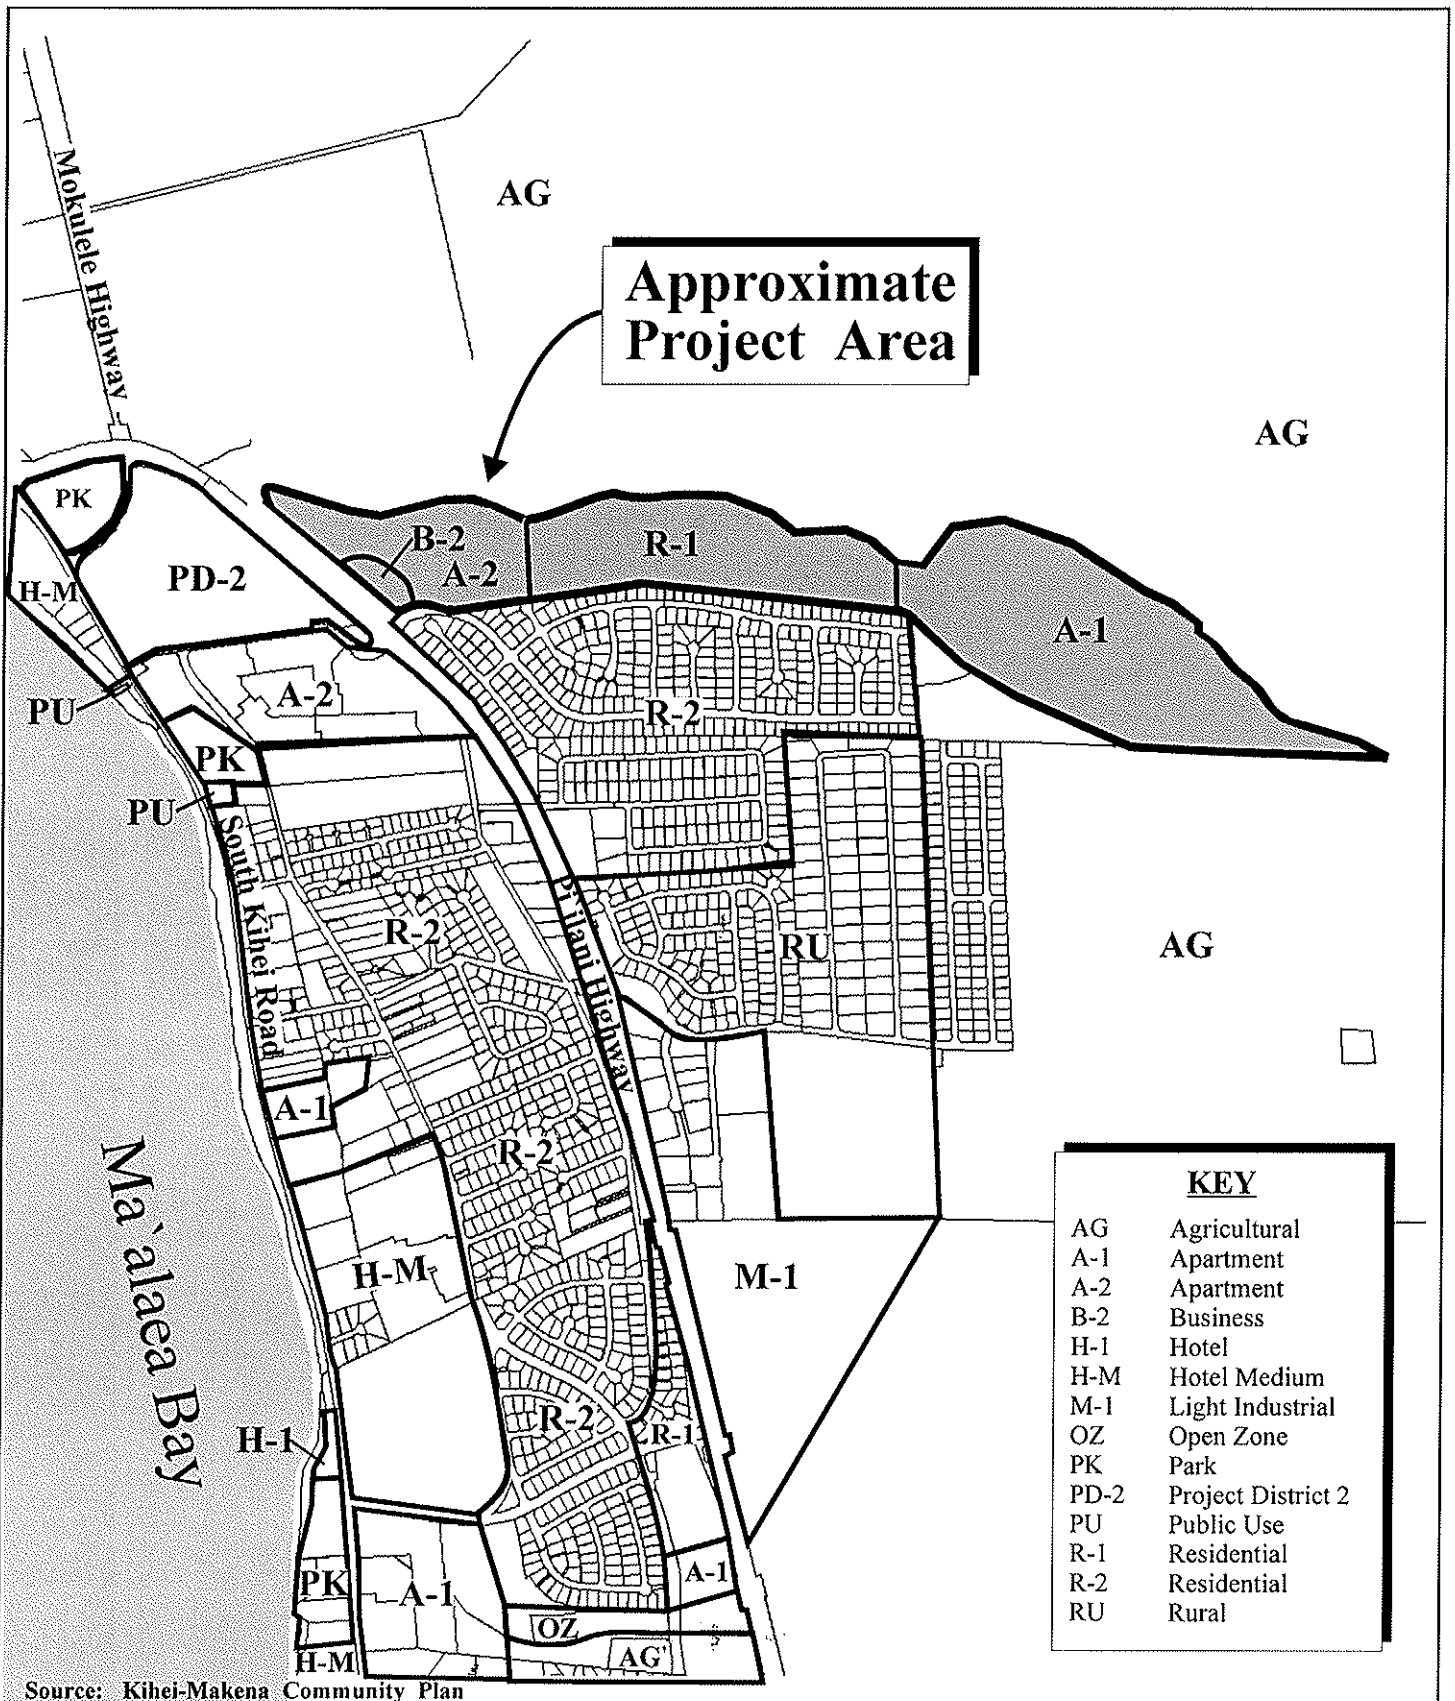 Mokulele Highway
AG
Approximate
Project Area
AG
PK
B-2
R-1
H-M
PD-2
A-2
A-1
PU
A-2
R-2
PK
PU
South Kihei Road
Pi`ilani Highway
R-2
RU
AG
A-1
R-2
Ma`alaea Bay
H-M
M-1
H-1
R-2
R-1
PK
A-1
A-1
OZ
AG
H-M
KEY
AG Agricultural
A-1 Apartment
A-2 Apartment
B-2 Business
H-1 Hotel
H-M Hotel Medium
M-1 Light Industrial
OZ Open Zone
PK Park
PD-2 Project District 2
PU Public Use
R-1 Residential
R-2 Residential
RU Rural
Source: Kihei-Makena Community Plan